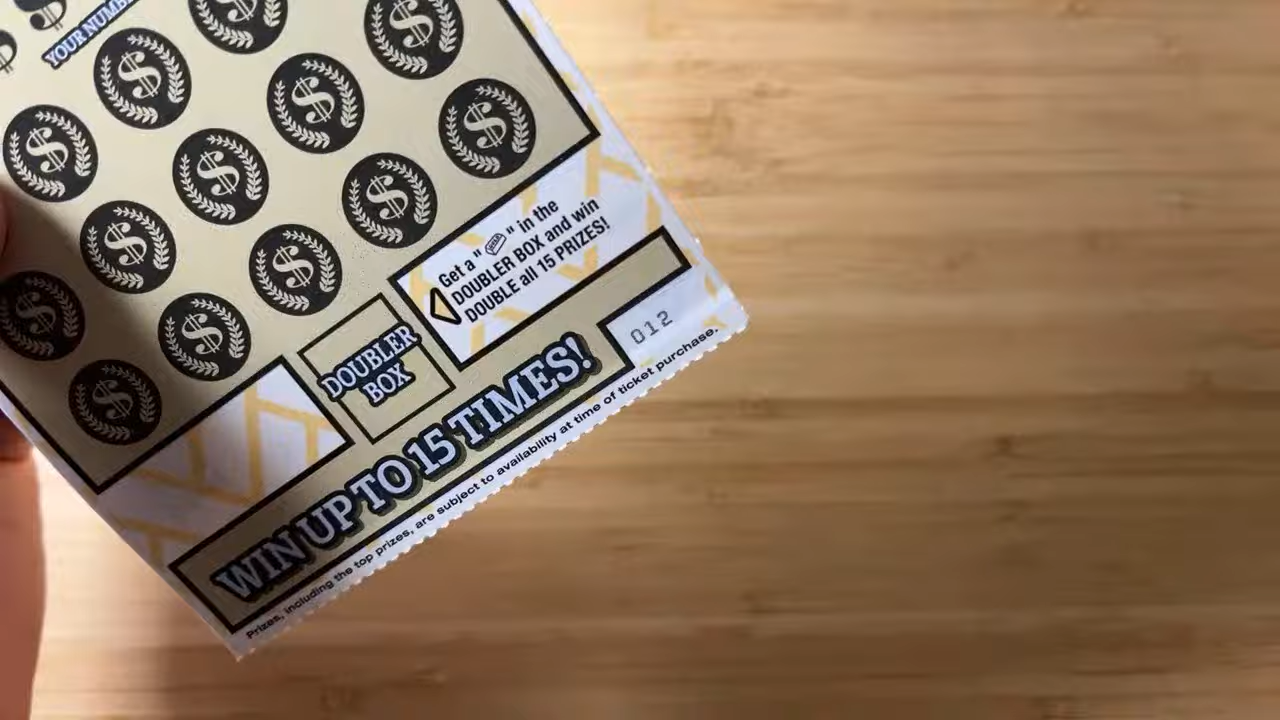 YOUR NUMB
Get a " " in the
DOUBLER BOX and win
DOUBLE all 15 PRIZES!
DOUBLER
BOX
012
WIN UP TO 15 TIMES!
Prizes, including the top prizes, are subject to availability at time of ticket purchase.